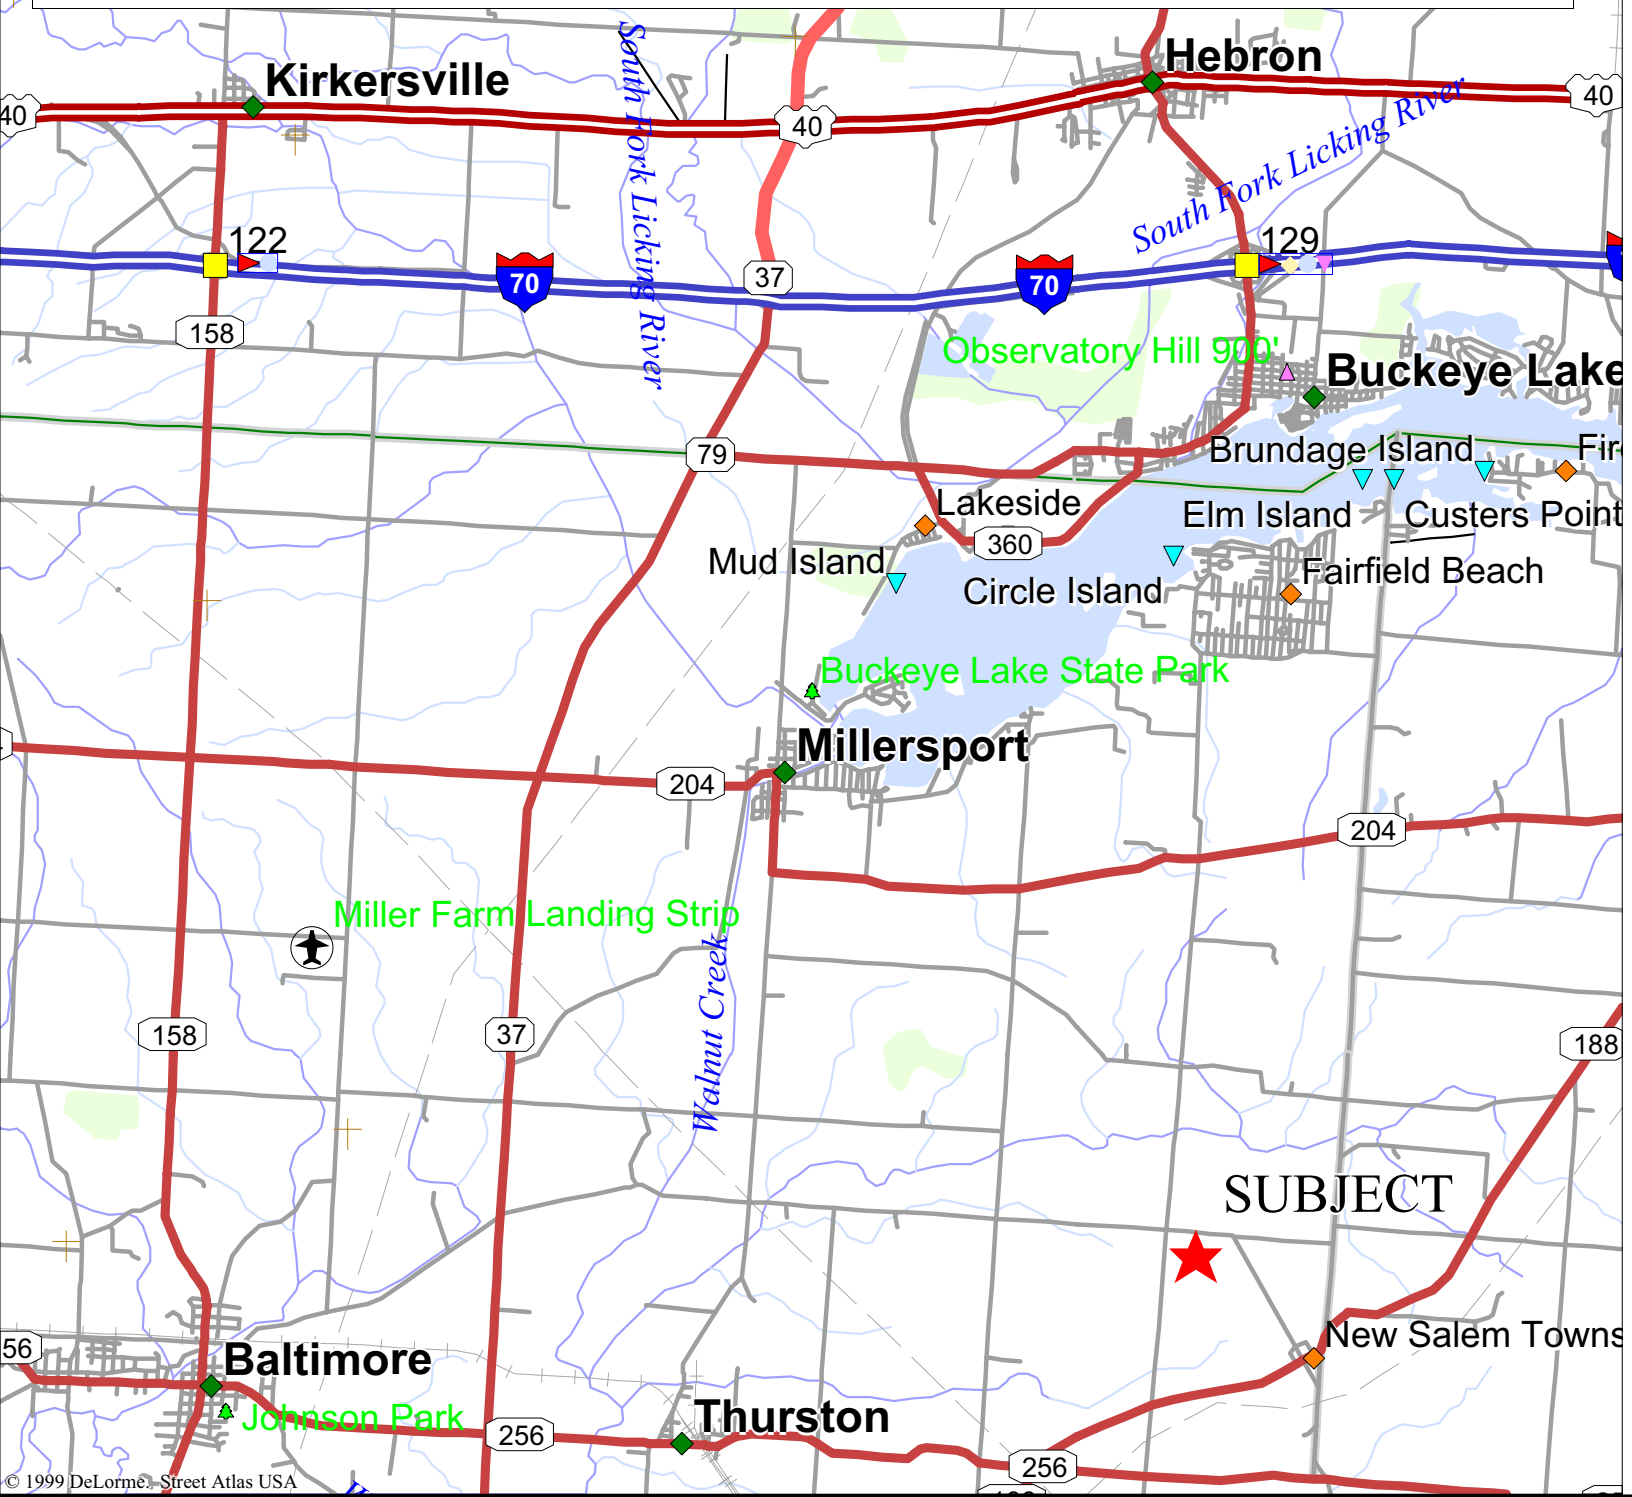 Hebron
Kirkersville
40
40
40
South Fork Licking River
South Fork Licking River
122
129
70
70
37
158
Observatory Hill 900'
Buckeye Lake
79
Brundage Island
Fir
Lakeside
Elm Island
Custers Point
360
Mud Island
Circle Island
Fairfield Beach
Buckeye Lake State Park
Millersport
204
204
Miller Farm Landing Strip
Walnut Creek
158
37
188
SUBJECT
New Salem Towns
56
Baltimore
Johnson Park
Thurston
256
256
© 1999 DeLorme. Street Atlas USA